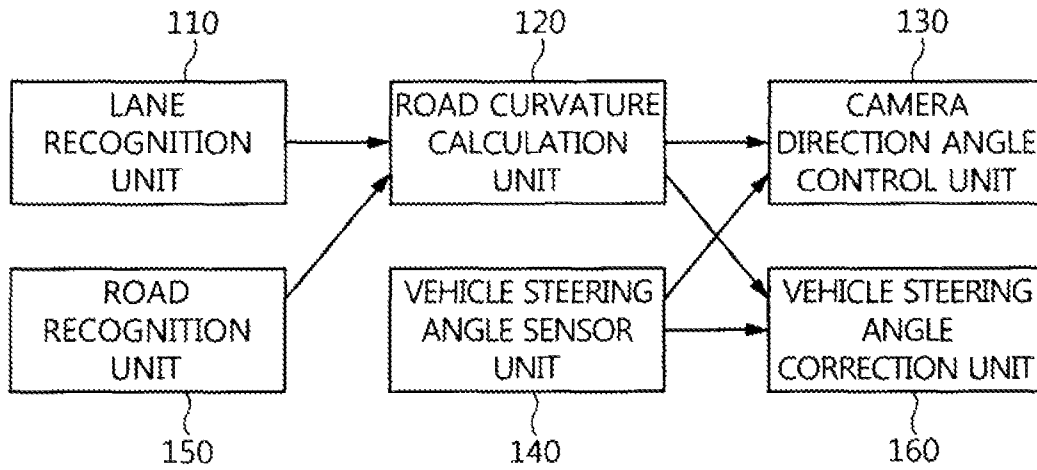 110
120
130
LANE
RECOGNITION
UNIT
ROAD CURVATURE
CALCULATION
UNIT
CAMERA
DIRECTION ANGLE
CONTROL UNIT
ROAD
RECOGNITION
UNIT
VEHICLE STEERING
ANGLE SENSOR
UNIT
VEHICLE STEERING
ANGLE
CORRECTION UNIT
150
140
160